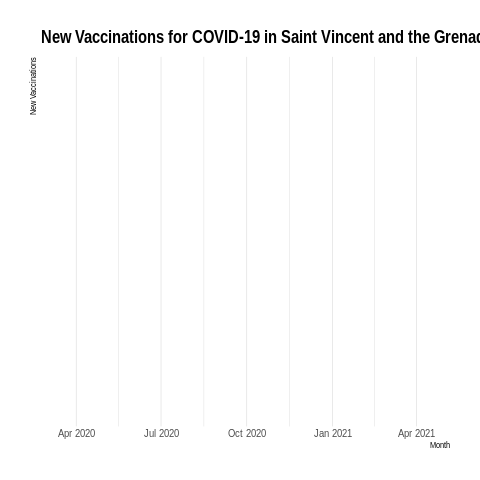 New Vaccinations for COVID-19 in Saint Vincent and the Grenad
New Vaccinations
Apr 2020 Jul 2020 Oct 2020 Jan 2021 Apr 2021
Month